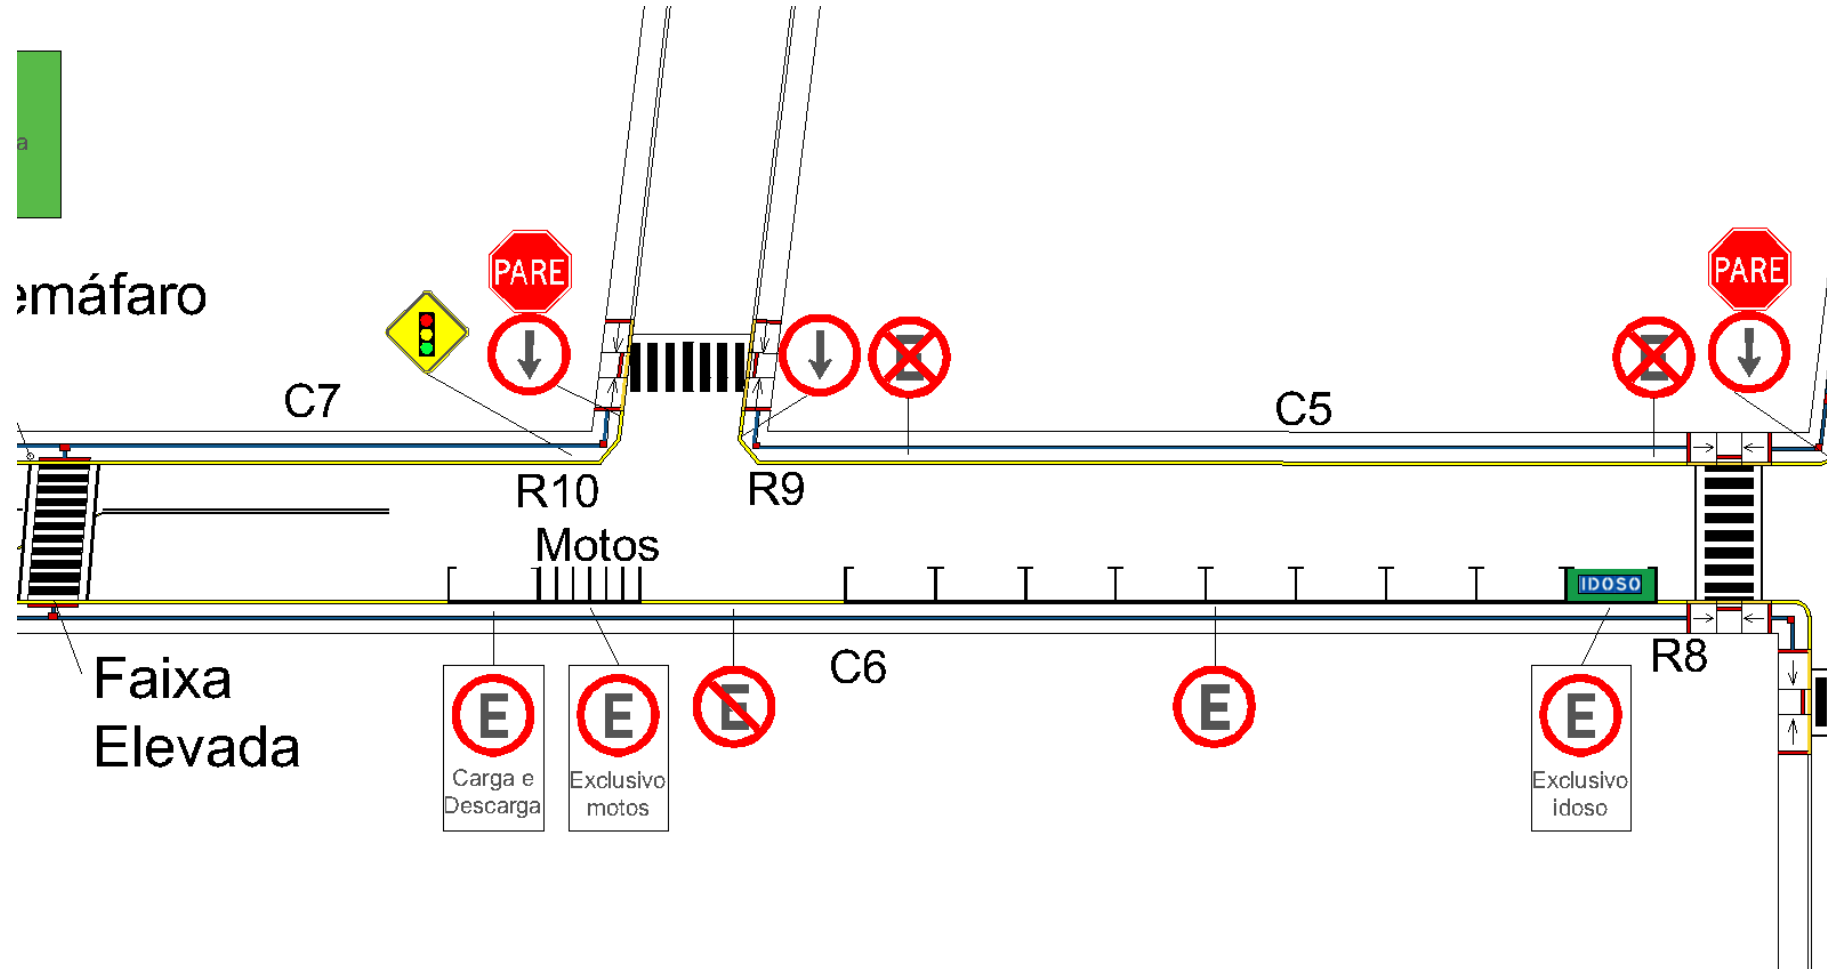 a
emáfaro
PARE
PARE
C7
C5
E
E
R10
R9
Motos
IDOSO
Faixa
Elevada
C6
R8
E
Carga e
Descarga
E
Exclusivo
motos
E
E
E
Exclusivo
idoso